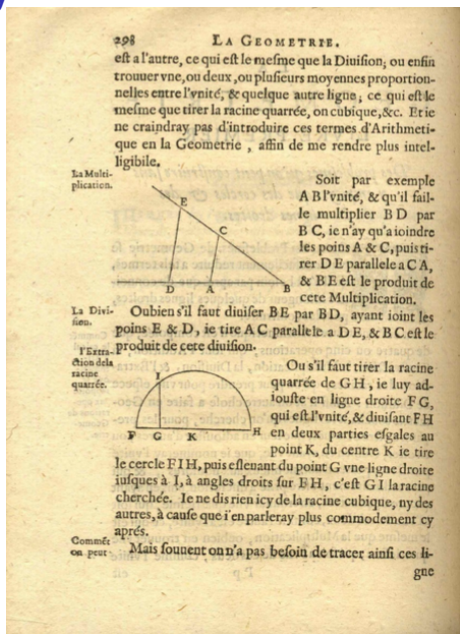 298 LA GEOMETRIE.
est a l'autre, ce qui est le mesme que la Diuision; ou enfin
trouuer vne, ou deux, ou plusieurs moyennes proportion-
nelles entre l'vnité, & quelque autre ligne; ce qui est le
mesme que tirer la racine quarrée, on cubique, &c. Et ie
ne craindray pas d'introduire ces termes d'Arithmeti-
que en la Geometrie, affin de me rendre plus intel-
ligibile.
La Multi-
plication.
Soit par exemple
A B l'vnité, & qu'il fail-
le multiplier B D par
B C, ie n'ay qu'a ioindre
les poins A & C, puis ti-
rer D E parallele a C A,
& B E est le produit de
cete Multiplication.
E
C
D A B
La Divi-
sion.
Oubien s'il faut diuiser B E par B D, ayant ioint les
poins E & D, ie tire A C parallele a D E, & B C est le
produit de cete diuision.
l'Extra-
ction dela
racine
quarrée.
Ou s'il faut tirer la racine
quarrée de G H, ie luy ad-
iouste en ligne droite F G,
qui est l'vnité, & diuisant F H
en deux parties esgales au
point K, du centre K ie tire
I
F G K H
le cercle F I H, puis esleuant du point G vne ligne droite
iusques à I, à angles droits sur F H, c'est G I la racine
cherchée. Ie ne dis rien icy de la racine cubique, ny des
autres, à cause que i'en parleray plus commodement cy
aprés.
Commét
on peut
Mais souuent on n'a pas besoin de tracer ainsi ces li-
gne